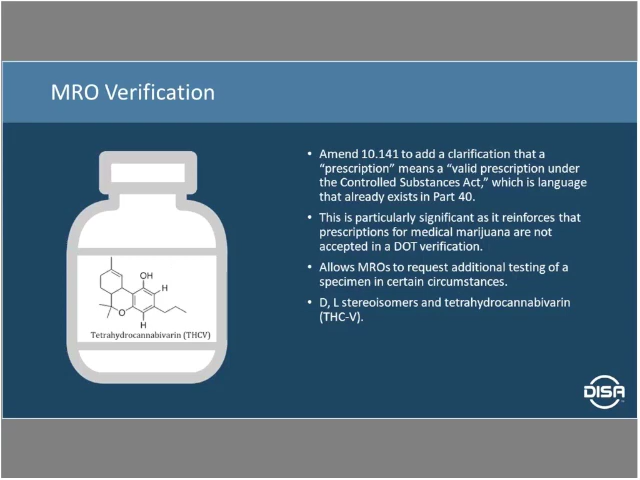 MRO Verification
• Amend 10.141 to add a clarification that a
“prescription” means a “valid prescription under
the Controlled Substances Act,” which is language
that already exists in Part 40.
• This is particularly significant as it reinforces that
prescriptions for medical marijuana are not
accepted in a DOT verification.
• Allows MROs to request additional testing of a
specimen in certain circumstances.
• D, L stereoisomers and tetrahydrocannabivarin
(THC-V).
OH
H
O
H
Tetrahydrocannabivarin (THCV)
DISA